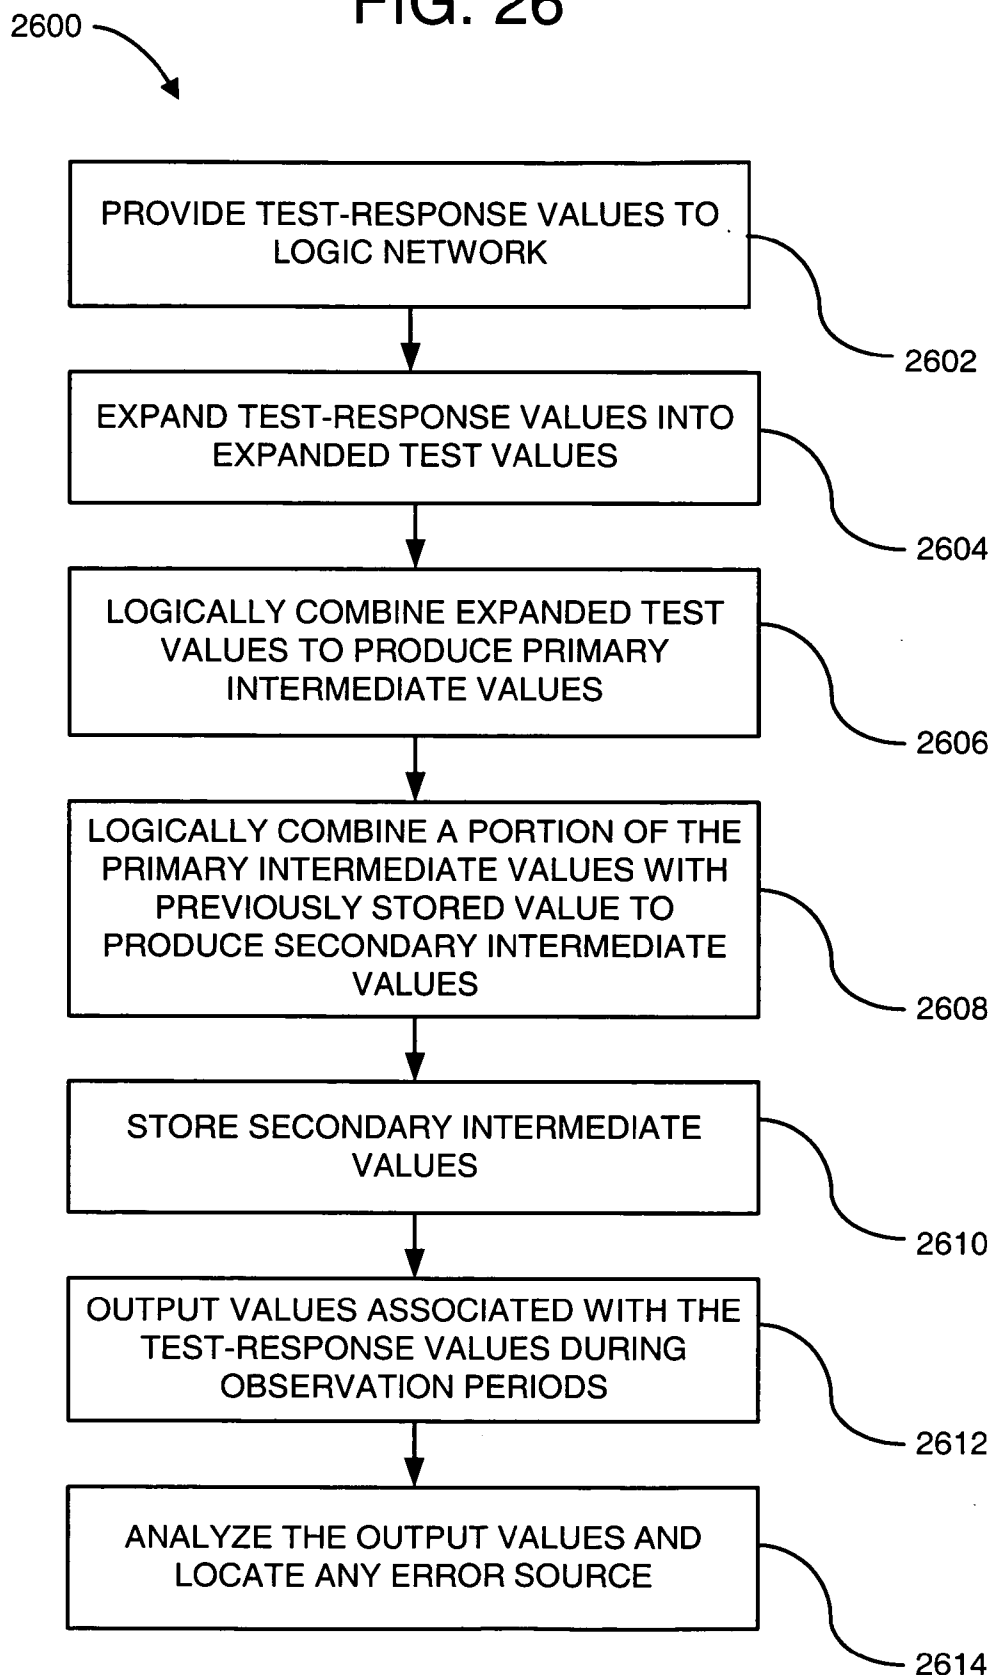 FIG. 26
2600
PROVIDE TEST-RESPONSE VALUES TO
LOGIC NETWORK
2602
EXPAND TEST-RESPONSE VALUES INTO
EXPANDED TEST VALUES
2604
LOGICALLY COMBINE EXPANDED TEST
VALUES TO PRODUCE PRIMARY
INTERMEDIATE VALUES
2606
LOGICALLY COMBINE A PORTION OF THE
PRIMARY INTERMEDIATE VALUES WITH
PREVIOUSLY STORED VALUE TO
PRODUCE SECONDARY INTERMEDIATE
VALUES
2608
STORE SECONDARY INTERMEDIATE
VALUES
2610
OUTPUT VALUES ASSOCIATED WITH THE
TEST-RESPONSE VALUES DURING
OBSERVATION PERIODS
2612
ANALYZE THE OUTPUT VALUES AND
LOCATE ANY ERROR SOURCE
2614